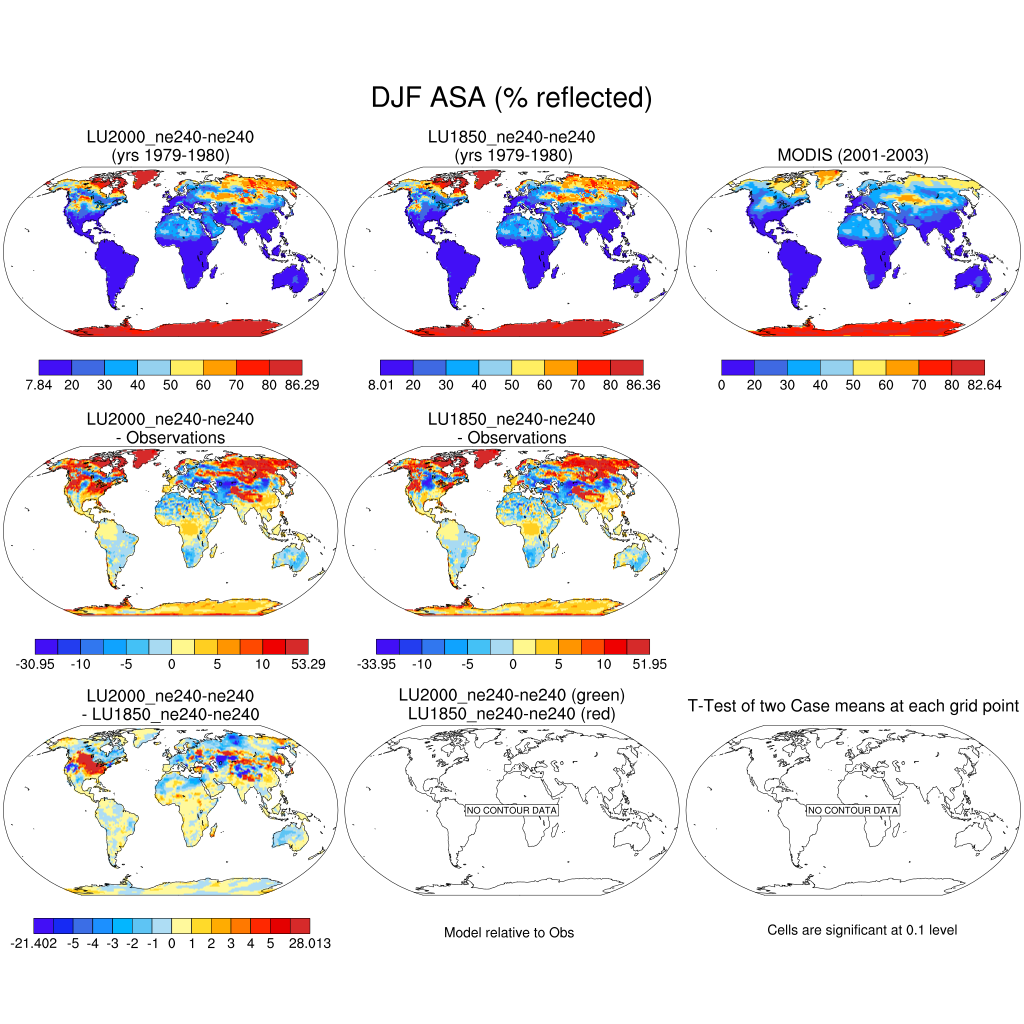 DJF ASA (% reflected)
LU2000_ne240-ne240
(yrs 1979-1980)
LU1850_ne240-ne240
(yrs 1979-1980)
MODIS (2001-2003)
7.84 20 30 40 50 60 70 80 86.29
8.01 20 30 40 50 60 70 80 86.36
0 20 30 40 50 60 70 80 82.64
LU2000_ne240-ne240
- Observations
LU1850_ne240-ne240
- Observations
-30.95 -10 -5 0 5 10 53.29
-33.95 -10 -5 0 5 10 51.95
LU2000_ne240-ne240
- LU1850_ne240-ne240
LU2000_ne240-ne240 (green)
LU1850_ne240-ne240 (red)
T-Test of two Case means at each grid point
NO CONTOUR DATA
NO CONTOUR DATA
-21.402 -5 -4 -3 -2 -1 0 1 2 3 4 5 28.013
Model relative to Obs
Cells are significant at 0.1 level